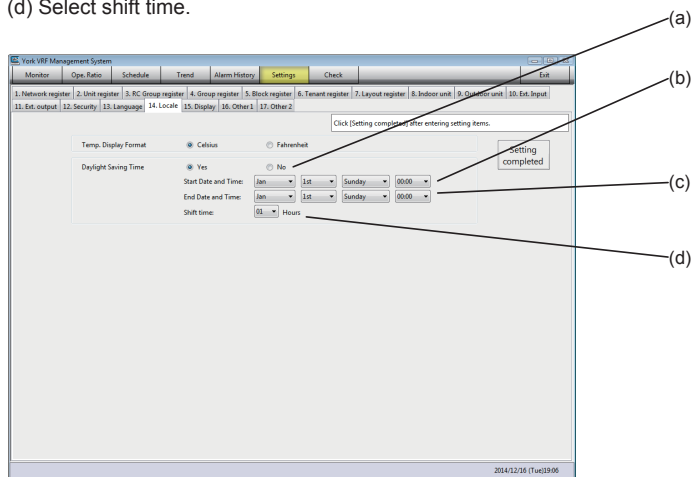 (d) Select shift time.
(a)
York VRF Management System
Monitor Ope. Ratio Schedule Trend Alarm History Settings Check Exit
(b)
1. Network register 2. Unit register 3. RC Group register 4. Group register 5. Block register 6. Tenant register 7. Layout register 8. Indoor unit 9. Outdoor unit 10. Ext. Input
11. Ext. output 12. Security 13. Language 14. Locale 15. Display 16. Other1 17. Other 2
Click [Setting completed] after entering setting items.
Temp. Display Format Celsius Fahrenheit
Setting
completed
Daylight Saving Time Yes No
Start Date and Time: Jan 1st Sunday 00:00
(c)
End Date and Time: Jan 1st Sunday 00:00
Shift time: 01 Hours
(d)
2014/12/16 (Tue)19:06